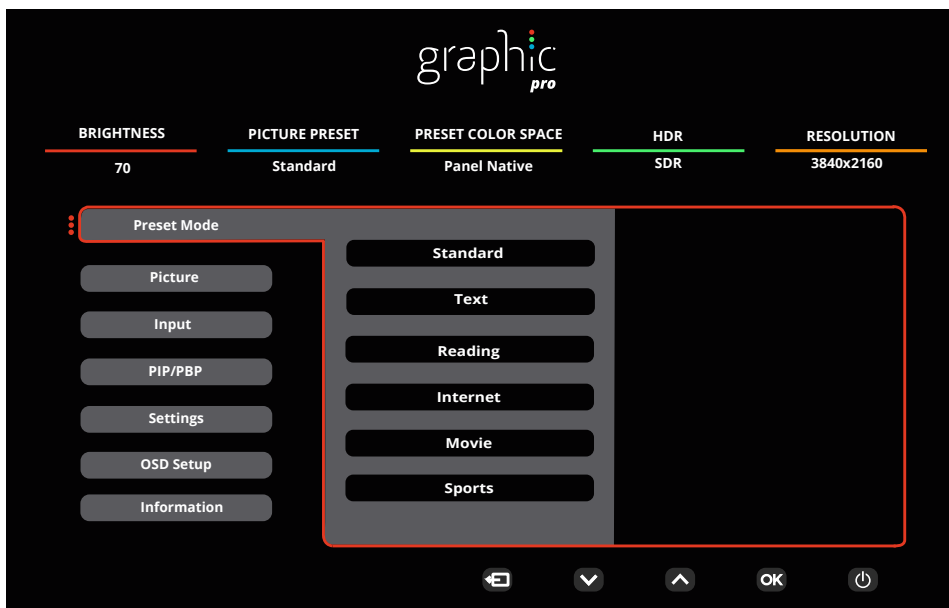 graphic
pro
BRIGHTNESS PICTURE PRESET PRESET COLOR SPACE HDR RESOLUTION
70 Standard Panel Native SDR 3840x2160
Preset Mode
Picture
Input
PIP/PBP
Settings
OSD Setup
Information
Standard
Text
Reading
Internet
Movie
Sports
OK